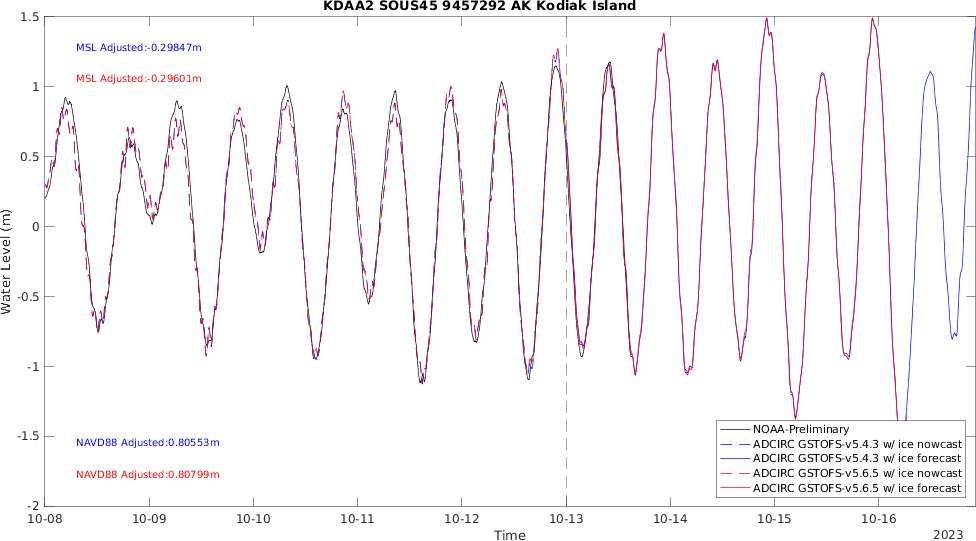 KDAA2 SOUS45 9457292 AK Kodiak Island
1.5
MSL Adjusted:-0.29847m
MSL Adjusted:-0.29601m
1
0.5
0
-0.5
-1
-1.5
-2
Water Level (m)
NAVD88 Adjusted:0.80553m
NAVD88 Adjusted:0.80799m
NOAA-Preliminary
ADCIRC GSTOFS-v5.4.3 w/ ice nowcast
ADCIRC GSTOFS-v5.4.3 w/ ice forecast
ADCIRC GSTOFS-v5.6.5 w/ ice nowcast
ADCIRC GSTOFS-v5.6.5 w/ ice forecast
10-08 10-09 10-10 10-11 10-12 10-13 10-14 10-15 10-16
Time
2023